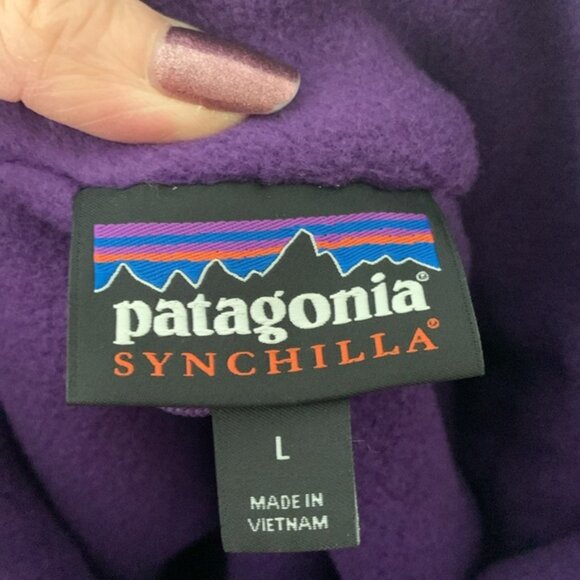 patagonia®
SYNCHILLA®
L
MADE IN
VIETNAM